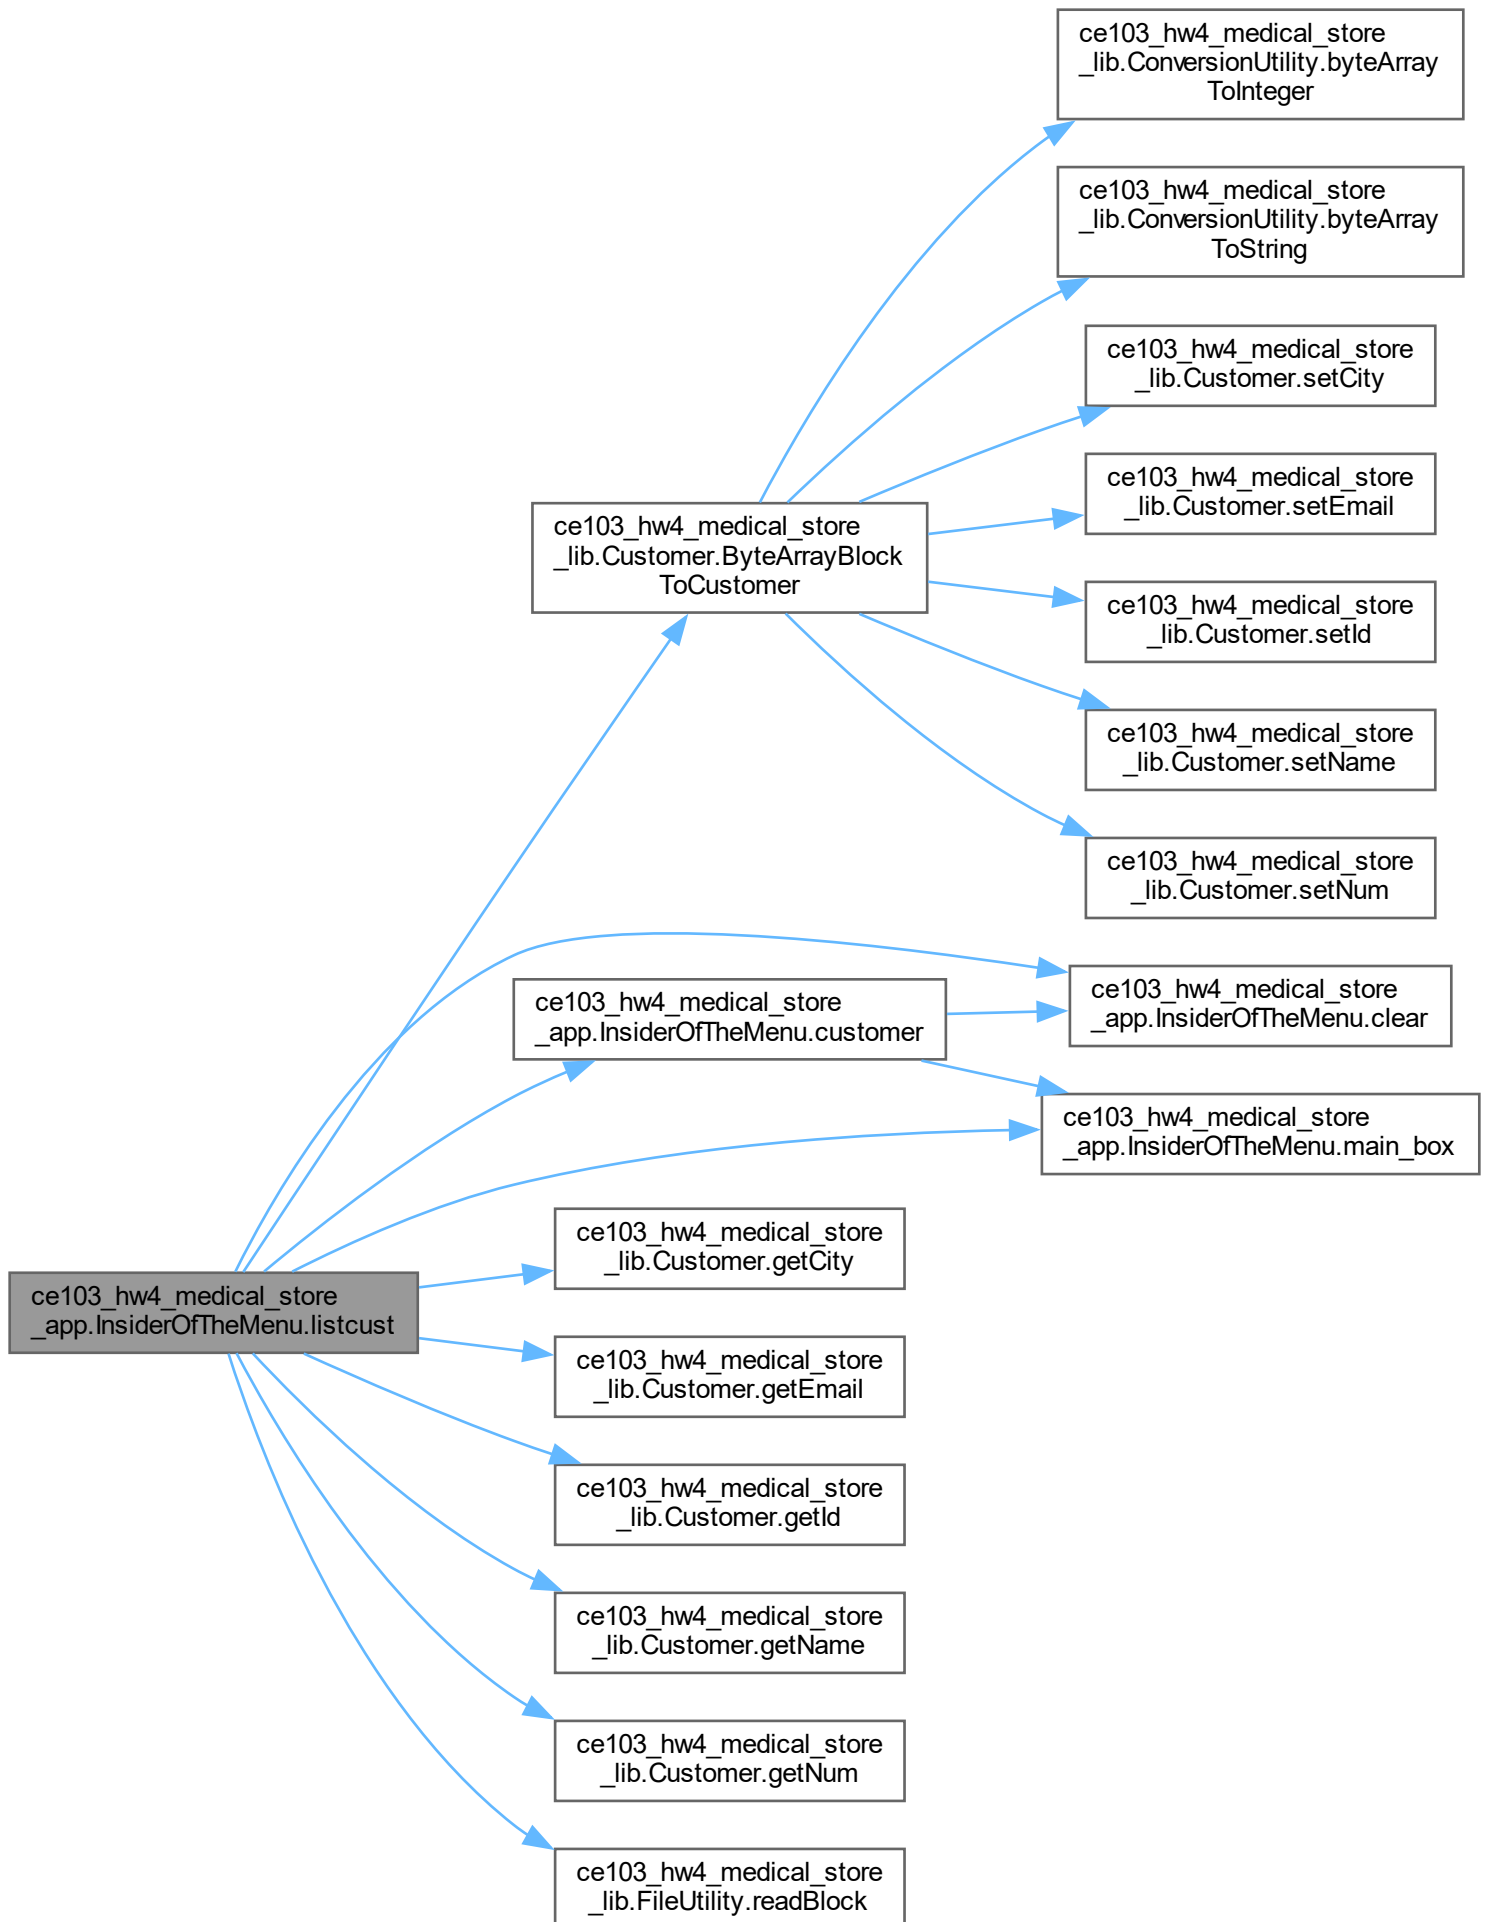 ce103_hw4_medical_store
_lib.ConversionUtility.byteArray
ToInteger
ce103_hw4_medical_store
_lib.ConversionUtility.byteArray
ToString
ce103_hw4_medical_store
_lib.Customer.setCity
ce103_hw4_medical_store
_lib.Customer.setEmail
ce103_hw4_medical_store
_lib.Customer.ByteArrayBlock
ToCustomer
ce103_hw4_medical_store
_lib.Customer.setId
ce103_hw4_medical_store
_lib.Customer.setName
ce103_hw4_medical_store
_lib.Customer.setNum
ce103_hw4_medical_store
_app.InsiderOfTheMenu.customer
ce103_hw4_medical_store
_app.InsiderOfTheMenu.clear
ce103_hw4_medical_store
_app.InsiderOfTheMenu.main_box
ce103_hw4_medical_store
_lib.Customer.getCity
ce103_hw4_medical_store
_app.InsiderOfTheMenu.listcust
ce103_hw4_medical_store
_lib.Customer.getEmail
ce103_hw4_medical_store
_lib.Customer.getId
ce103_hw4_medical_store
_lib.Customer.getName
ce103_hw4_medical_store
_lib.Customer.getNum
ce103_hw4_medical_store
_lib.FileUtility.readBlock